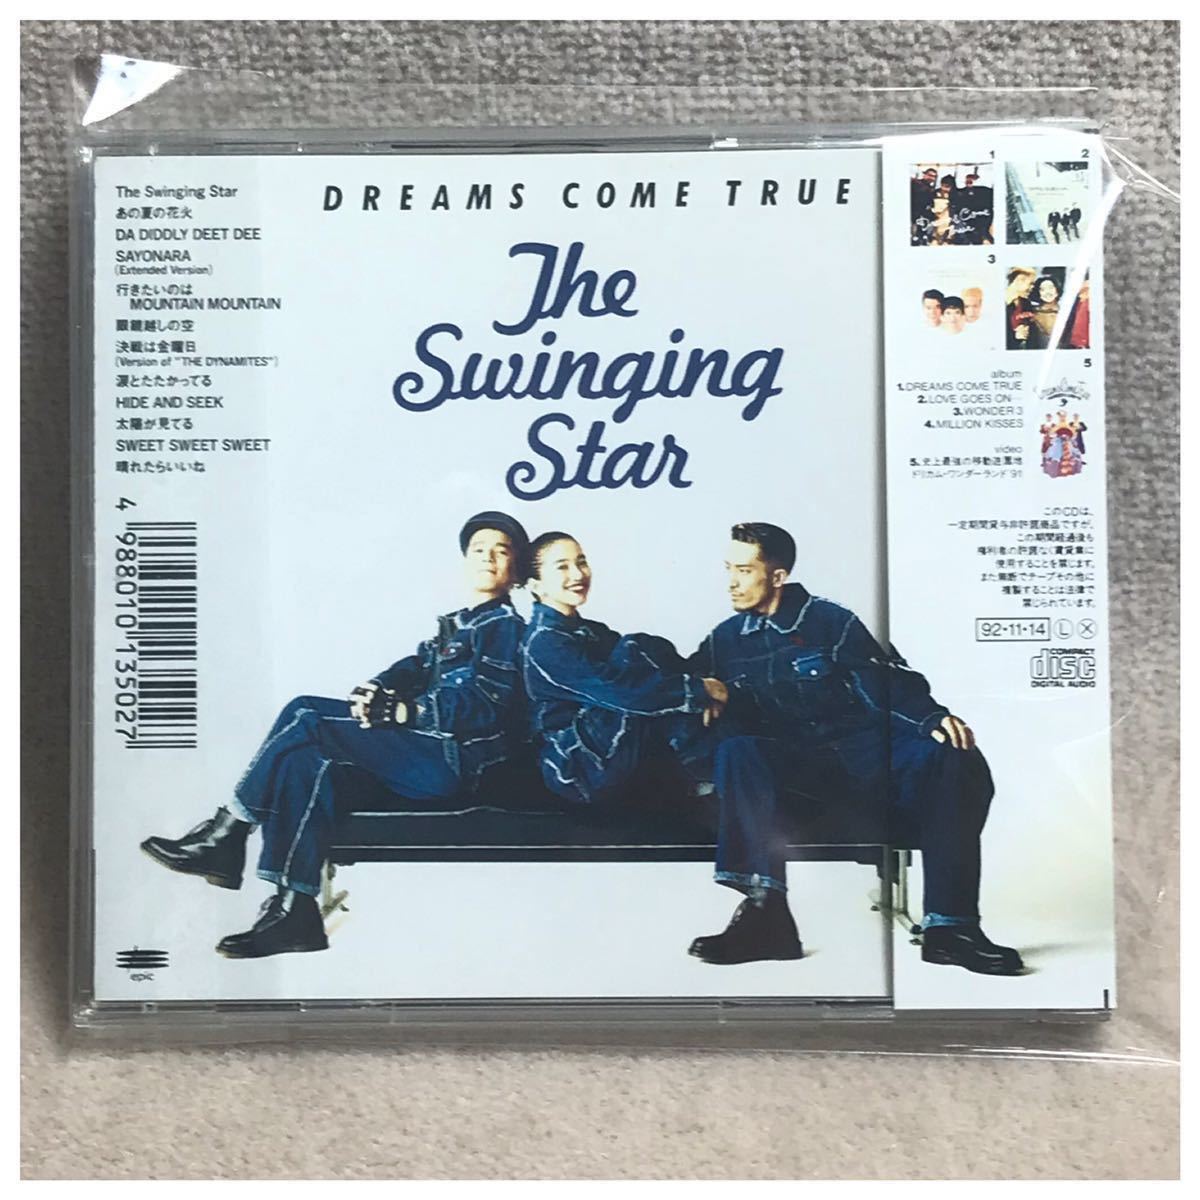 The Swinging Star
あの夏の花火
DA DIDDLY DEET DEE
SAYONARA
(Extended Version)
行きたいのは
MOUNTAIN MOUNTAIN
眼鏡越しの空
決戦は金曜日
(Version of "THE DYNAMITES")
涙とたたかってる
HIDE AND SEEK
太陽が見てる
SWEET SWEET SWEET
晴れたらいいね
4 988010 135027
epic
DREAMS COME TRUE
The
Swinging
Star
1
2
3
5
album
1.DREAMS COME TRUE
2.LOVE GOES ON…
3.WONDER 3
4.MILLION KISSES
video
5.史上最強の移動遊園地
ドリカム・ワンダーランド'91
このCDは、
一定期間貸与非許諾商品ですが、
この期間経過後も
権利者の許諾なく賃貸業に
使用することを禁じます。
また無断でテープその他に
複製することは法律で
禁じられています。
92・11・14 Ⓛ Ⓧ
COMPACT
disc
DIGITAL AUDIO